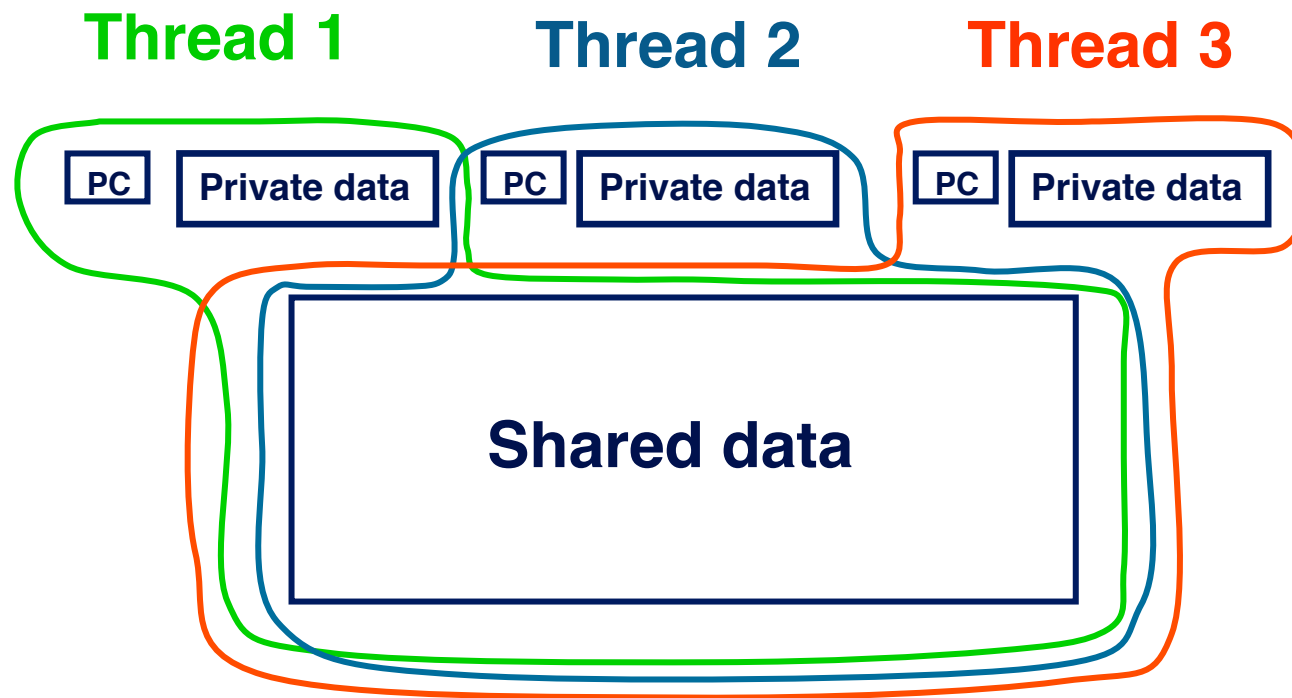 Thread 1
Thread 2
Thread 3
PC
Private data
PC
Private data
PC
Private data
Shared data